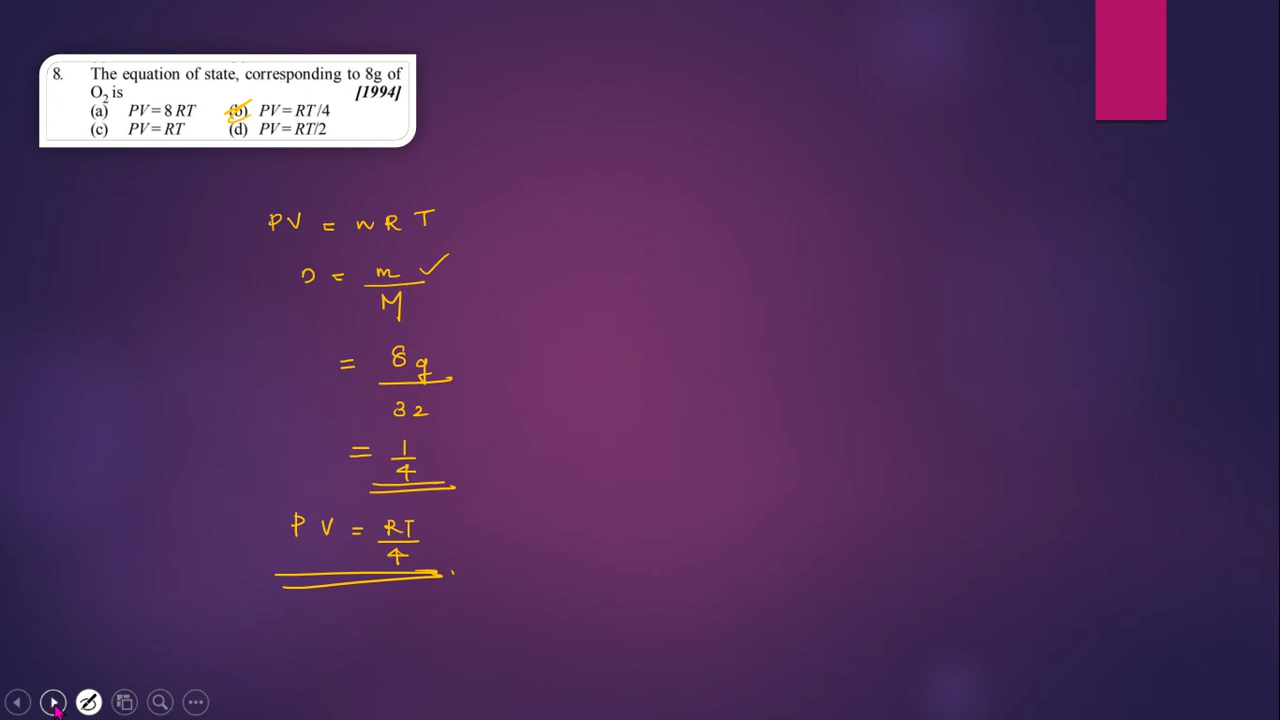 8. The equation of state, corresponding to 8g of
O2 is [1994]
(a) PV = 8 RT (b) PV = RT/4
(c) PV = RT (d) PV = RT/2
PV = nRT
n = m/M
= 8g/32
= 1/4
PV = RT/4